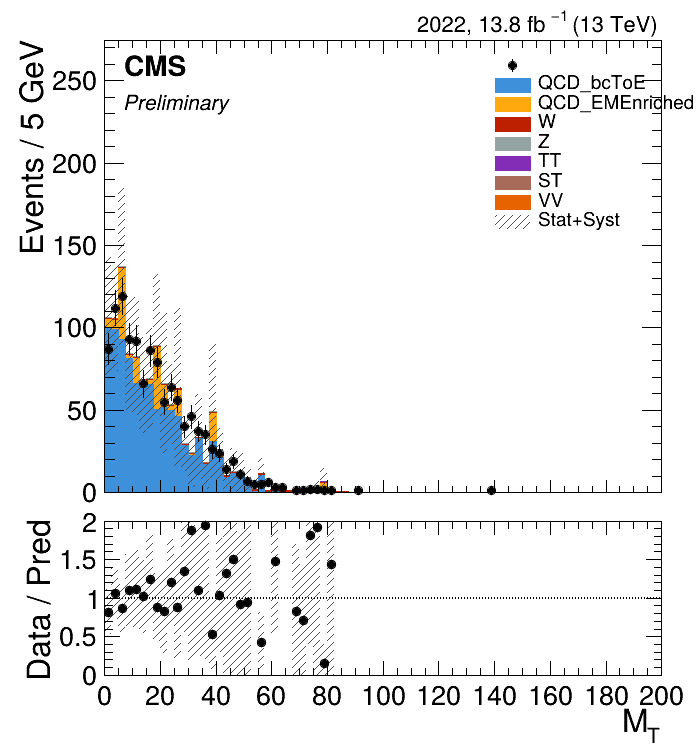 2022, 13.8 fb⁻¹ (13 TeV)
CMS
Preliminary
QCD_bcToE
QCD_EMEnriched
W
Z
TT
ST
VV
Stat+Syst
Events / 5 GeV
250
200
150
100
50
0
Data / Pred
2
1.5
1
0.5
0
0 20 40 60 80 100 120 140 160 180 200
M_T